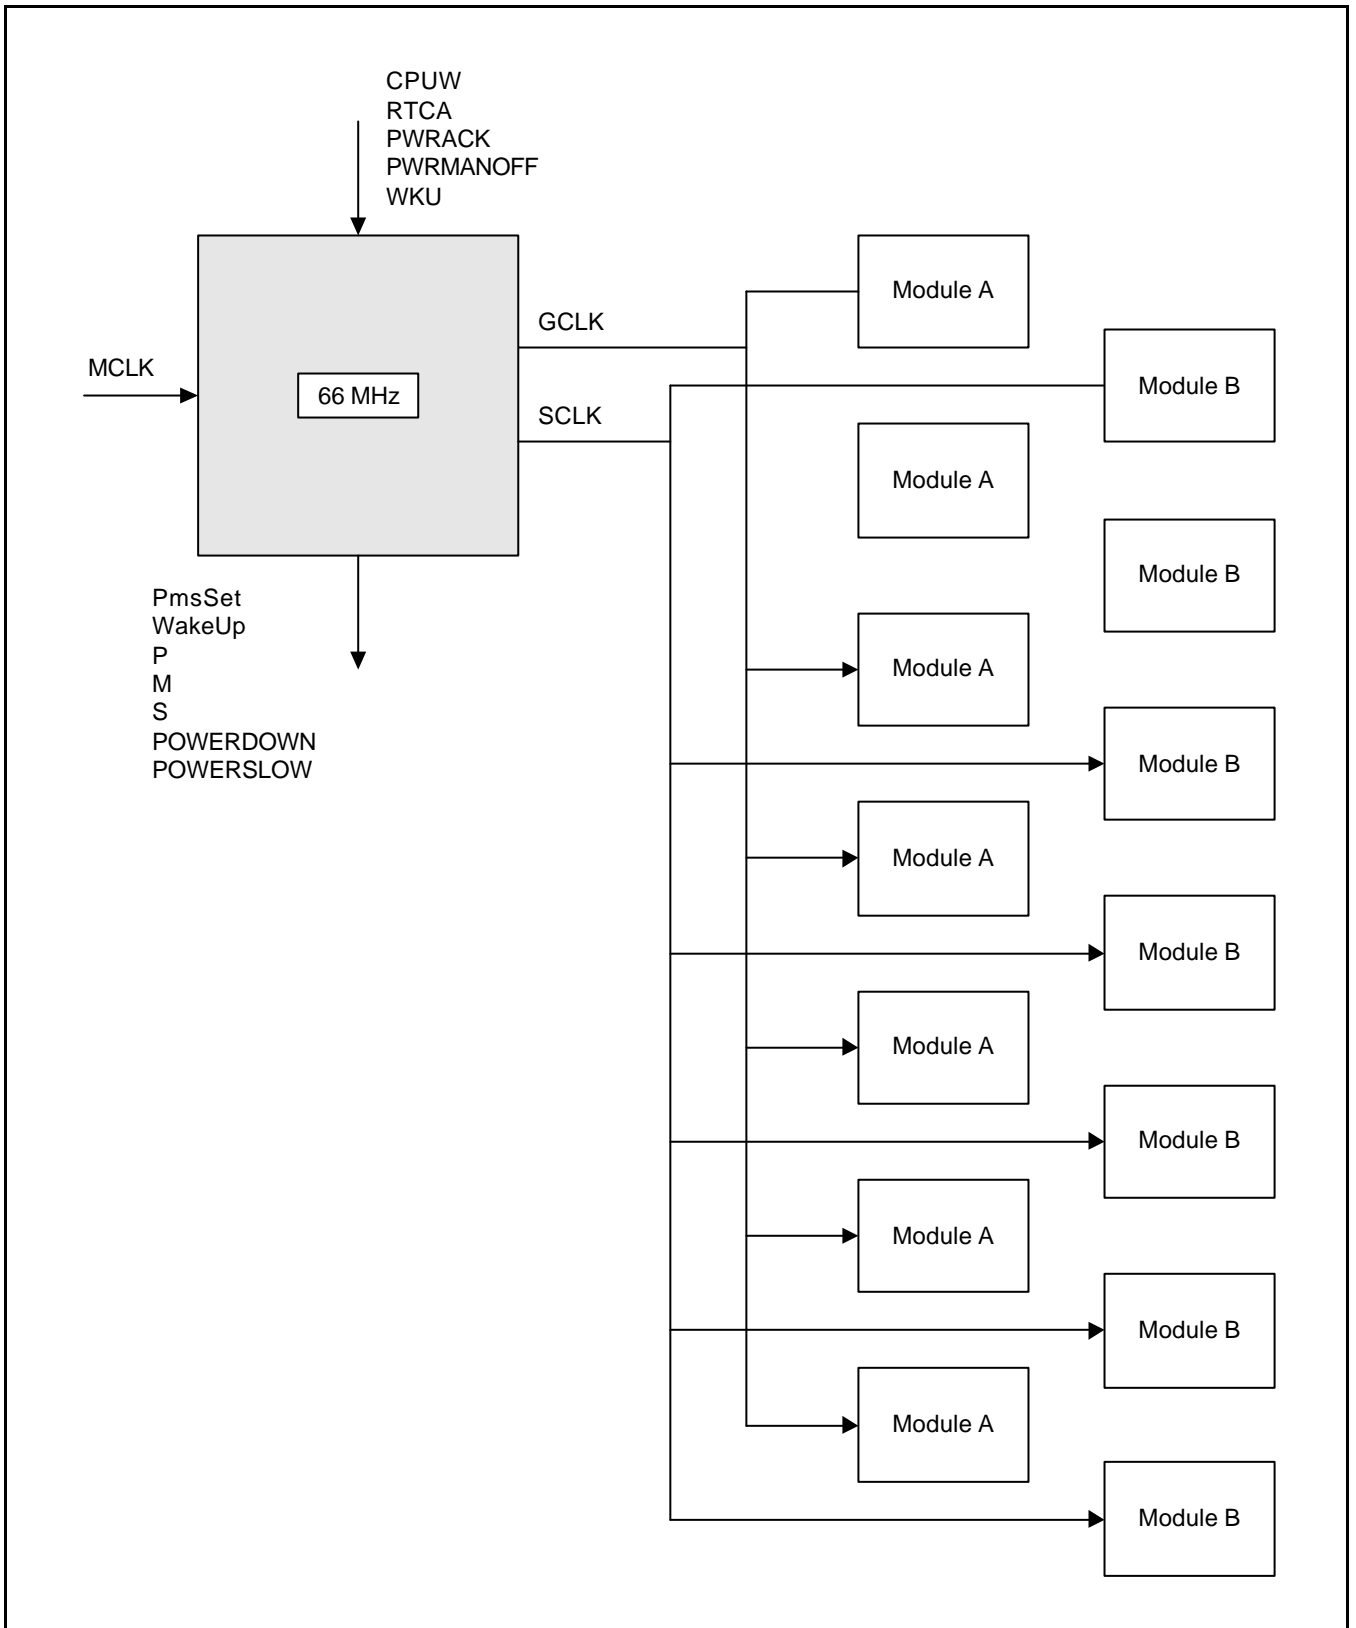 CPUW
RTCA
PWRACK
PWRMANOFF
WKU
MCLK
66 MHz
GCLK
SCLK
PmsSet
WakeUp
P
M
S
POWERDOWN
POWERSLOW
Module A
Module B
Module A
Module B
Module A
Module B
Module A
Module B
Module A
Module B
Module A
Module B
Module A
Module B